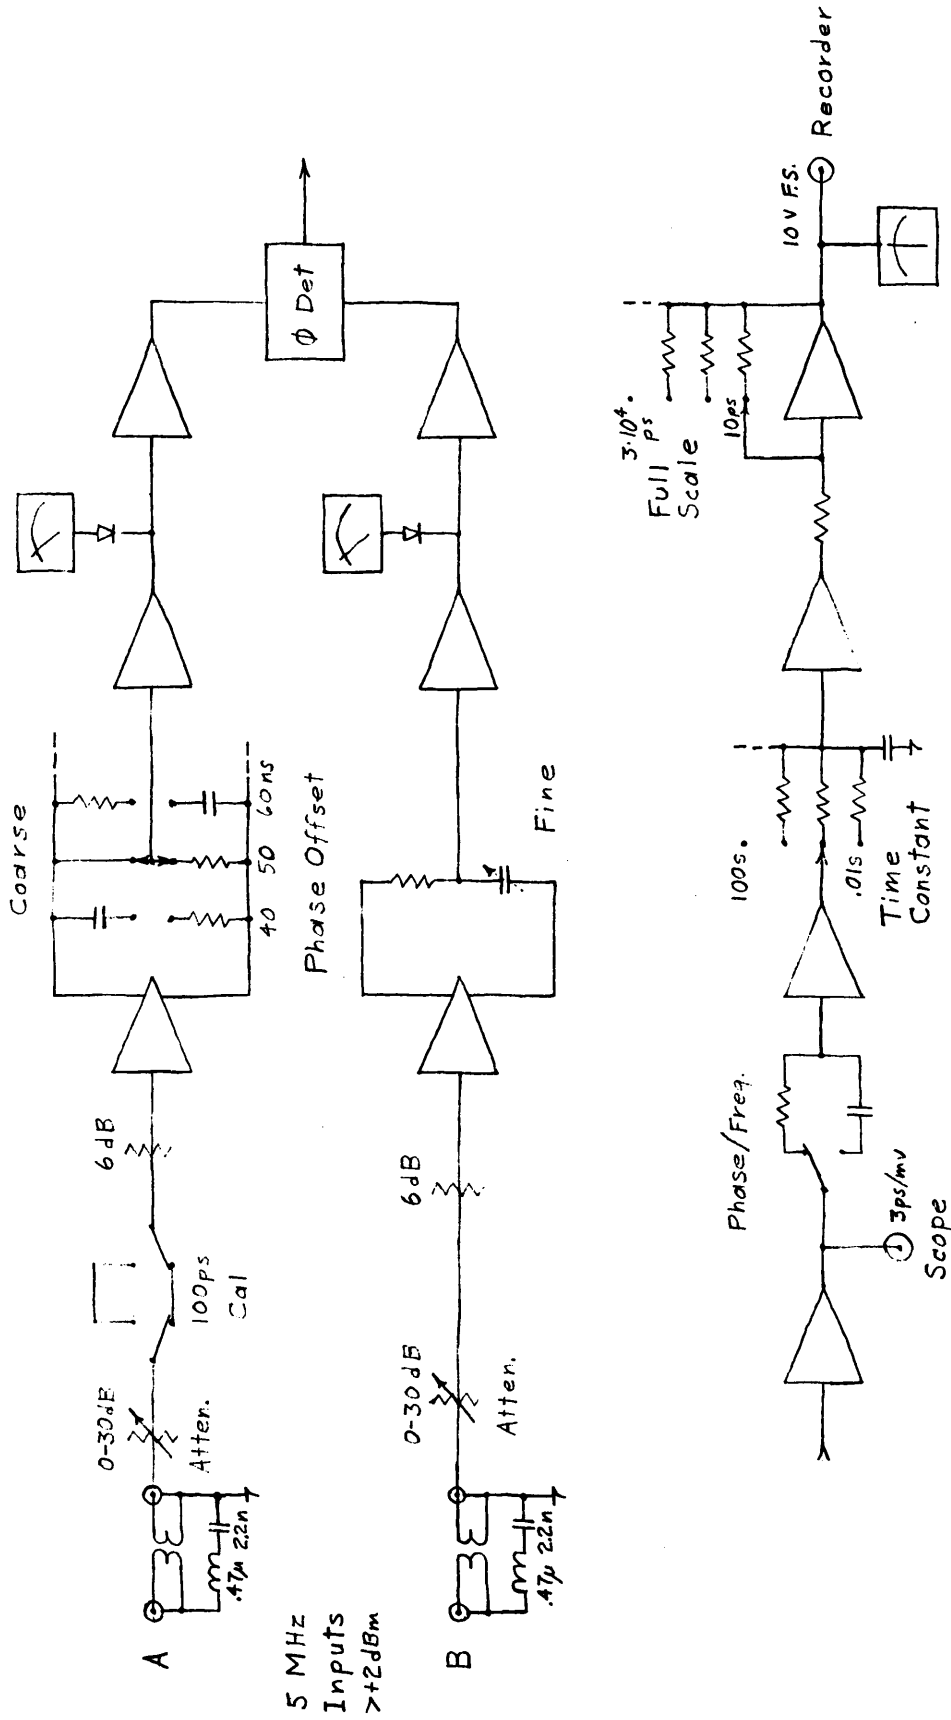 Coarse
40
50
60ns
Phase Offset
0-30dB
Atten.
100ps
Cal
6dB
A
.47μ 2.2n
5 MHz
Inputs
>+2dBm
φ Det
B
.47μ 2.2n
0-30dB
Atten.
6dB
Fine
Phase/Freq.
3ps/mv
Scope
100s.
.01s
Time
Constant
3·10⁴.
ps
Full
Scale
10ps
10V F.S.
Recorder